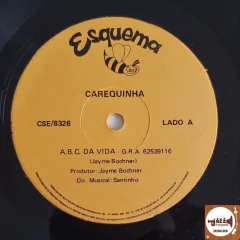 Esquema
CAREQUINHA
CSE/8326 LADO A
A.B.C. DA VIDA - G.R.A. 62539116
(Jayme Bochner)
Produtor: Jayme Bochner
Dir. Musical: Santinho